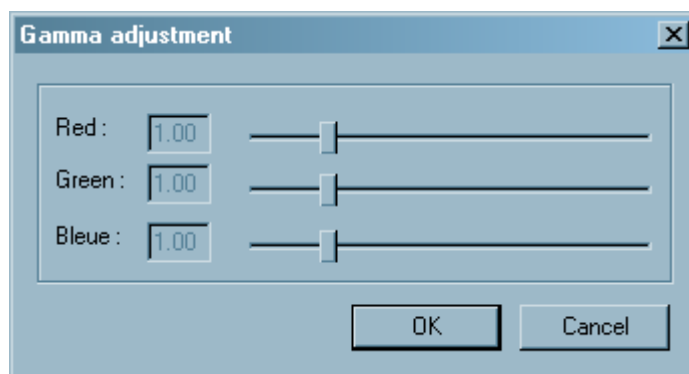 Gamma adjustment
Red : 1.00
Green : 1.00
Bleue : 1.00
OK Cancel